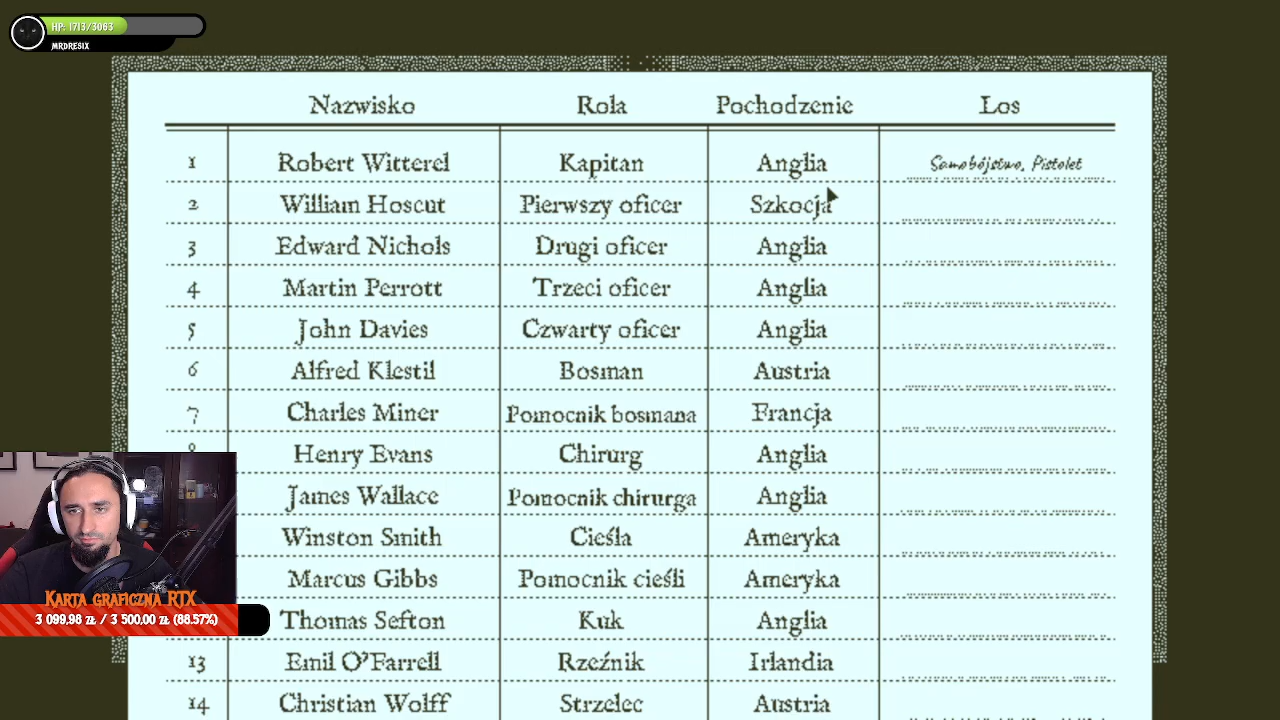 HP: 1713/3063
MRDRESIX
Nazwisko Rola Pochodzenie Los
1 Robert Witterel Kapitan Anglia Samobójstwo, Pistolet
2 William Hoscut Pierwszy oficer Szkocja
3 Edward Nichols Drugi oficer Anglia
4 Martin Perrott Trzeci oficer Anglia
5 John Davies Czwarty oficer Anglia
6 Alfred Klestil Bosman Austria
7 Charles Miner Pomocnik bosmana Francja
Henry Evans Chirurg Anglia
James Wallace Pomocnik chirurga Anglia
Winston Smith Cieśla Ameryka
Marcus Gibbs Pomocnik cieśli Ameryka
Karta graficzna RTX
3 099,98 zł / 3 500,00 zł (88.57%)
Thomas Sefton Kuk Anglia
13 Emil O'Farrell Rzeźnik Irlandia
14 Christian Wolff Strzelec Austria